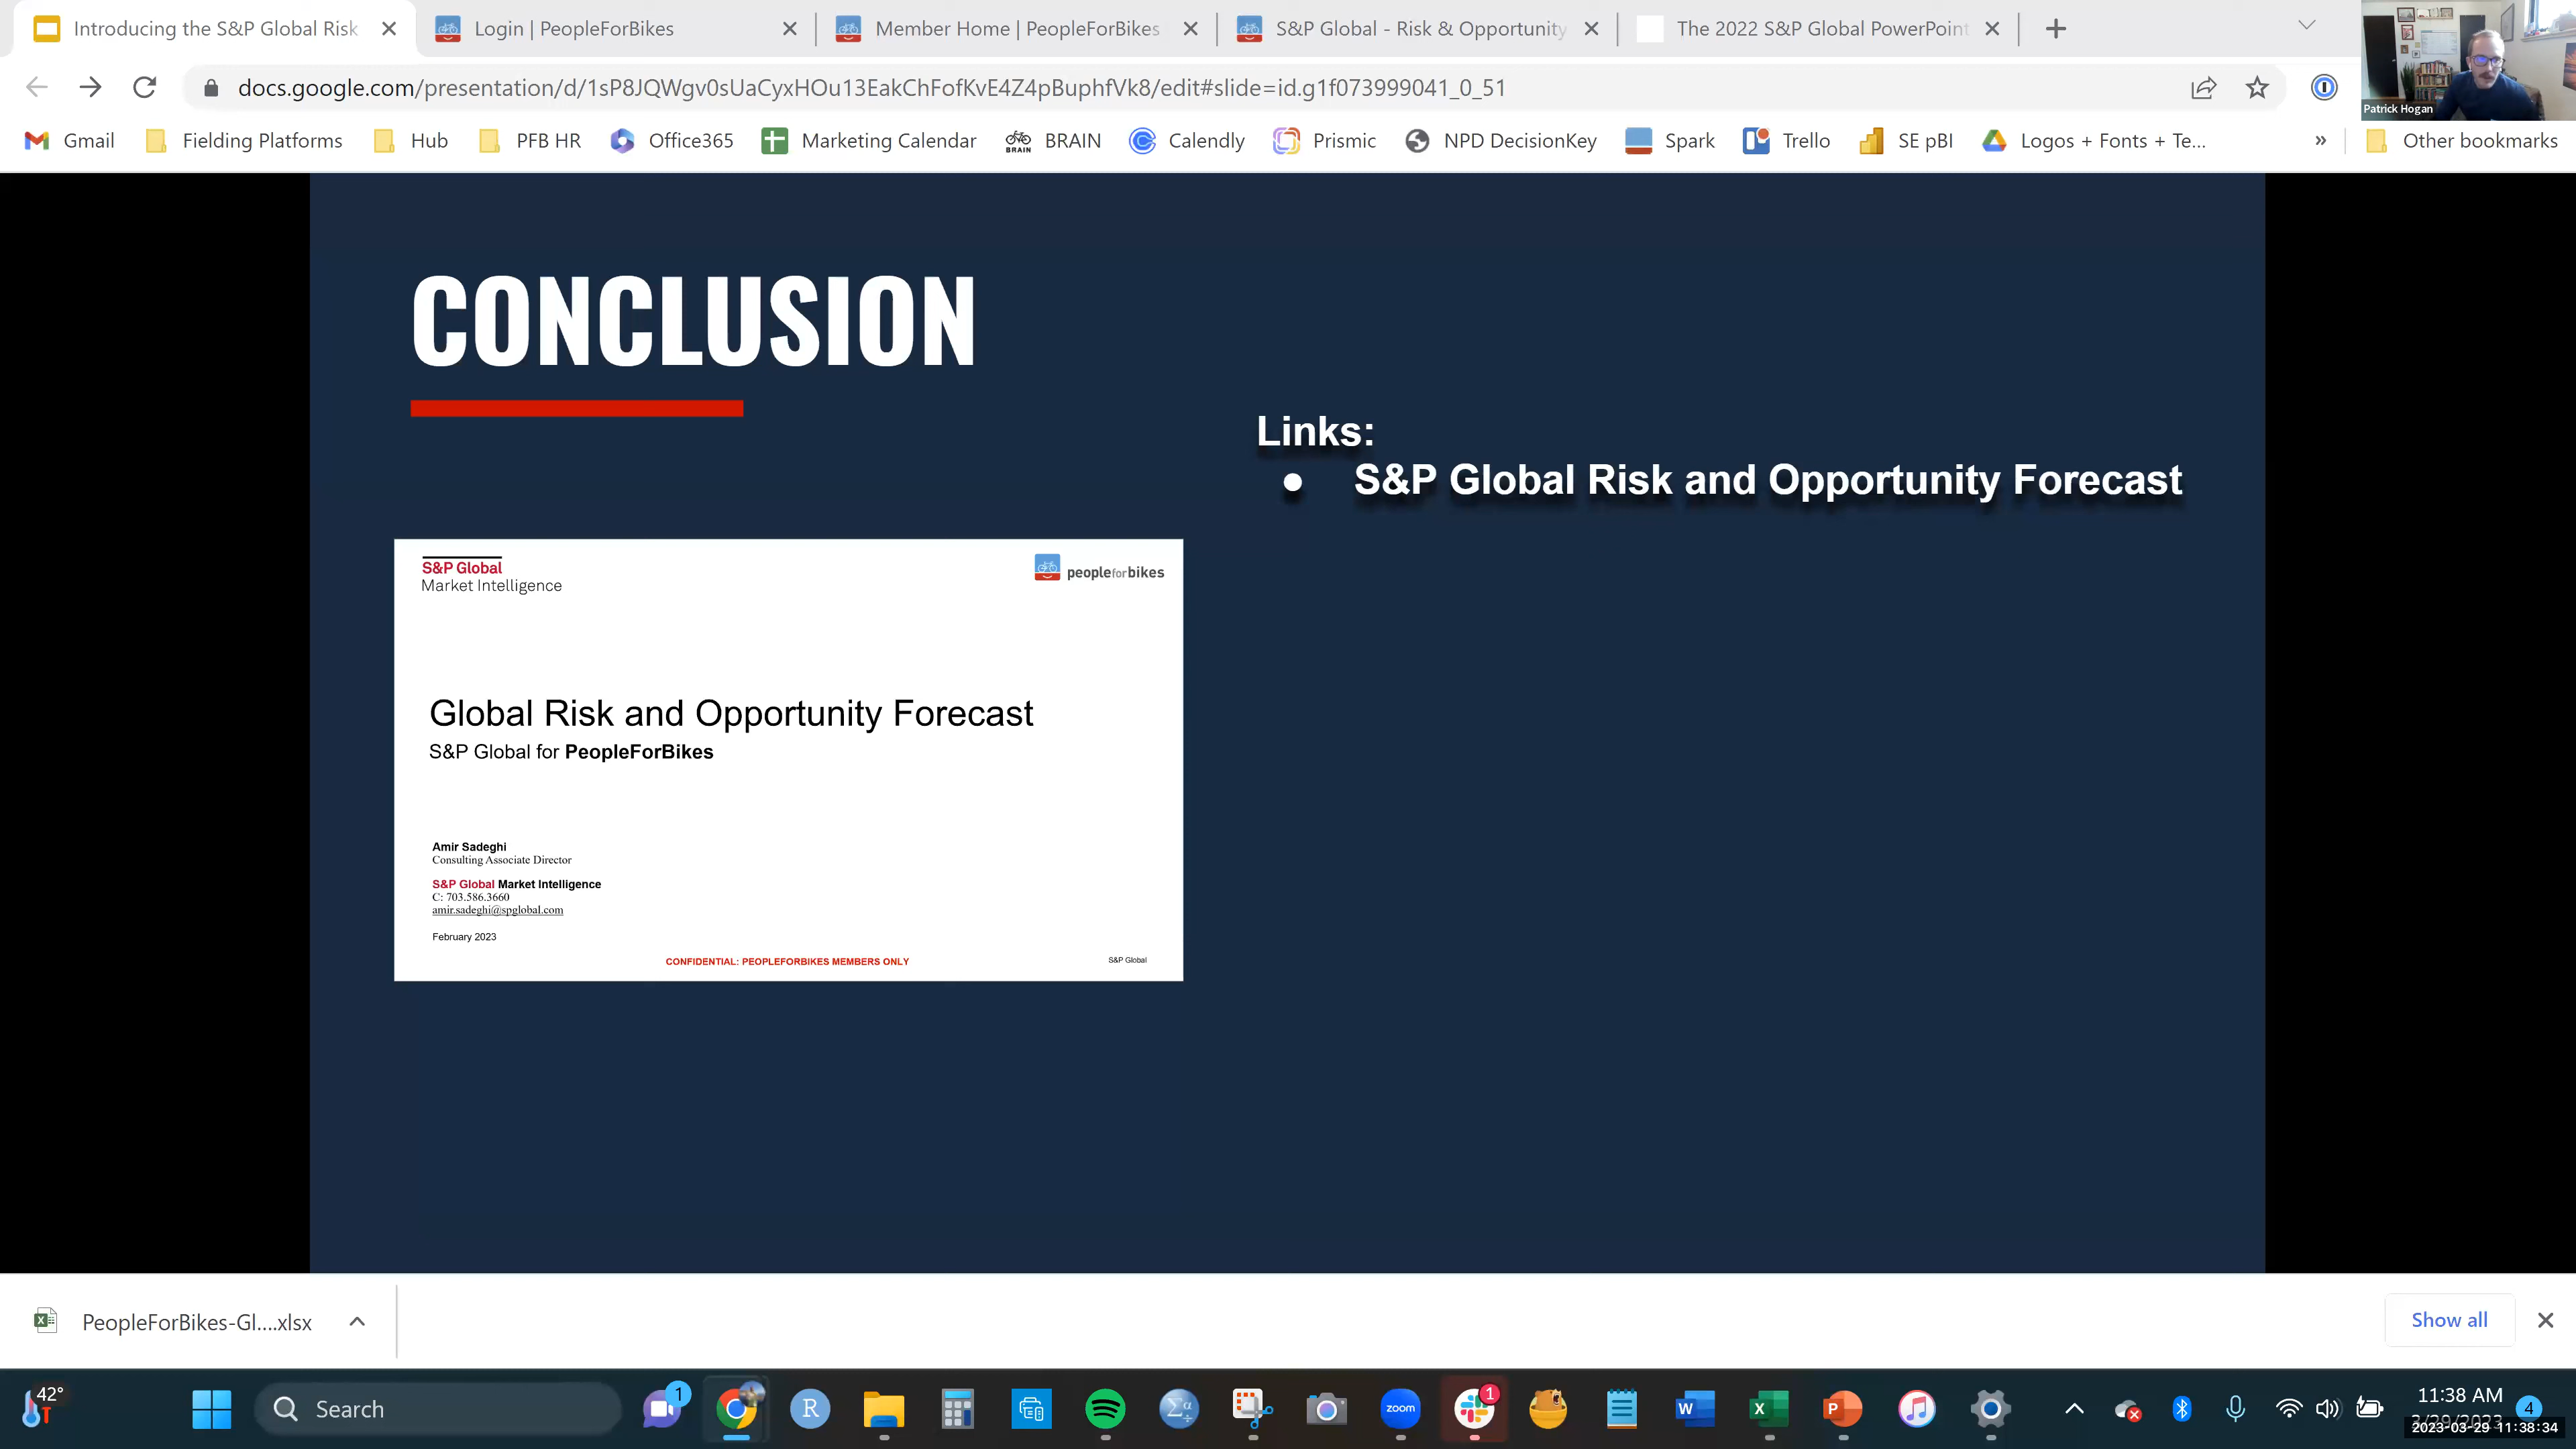 Introducing the S&P Global Risk
Login | PeopleForBikes
Member Home | PeopleForBikes
S&P Global - Risk & Opportunity
The 2022 S&P Global PowerPoint
docs.google.com/presentation/d/1sP8JQWgv0sUaCyxHOu13EakChFofKvE4Z4pBuphfVk8/edit#slide=id.g1f073999041_0_51
Patrick Hogan
Gmail
Fielding Platforms
Hub
PFB HR
Office365
Marketing Calendar
BRAIN
BRAIN
Calendly
Prismic
NPD DecisionKey
Spark
Trello
SE pBI
Logos + Fonts + Te...
»
Other bookmarks
CONCLUSION
Links:
● S&P Global Risk and Opportunity Forecast
S&P Global
Market Intelligence
peopleforbikes
Global Risk and Opportunity Forecast
S&P Global for PeopleForBikes
Amir Sadeghi
Consulting Associate Director
S&P Global Market Intelligence
C: 703.586.3660
amir.sadeghi@spglobal.com
February 2023
CONFIDENTIAL: PEOPLEFORBIKES MEMBERS ONLY
S&P Global
PeopleForBikes-Gl....xlsx
Show all
42°
Search
1
R
zoom
1
W
X
P
11:38 AM
4
2023-03-29 11:38:34